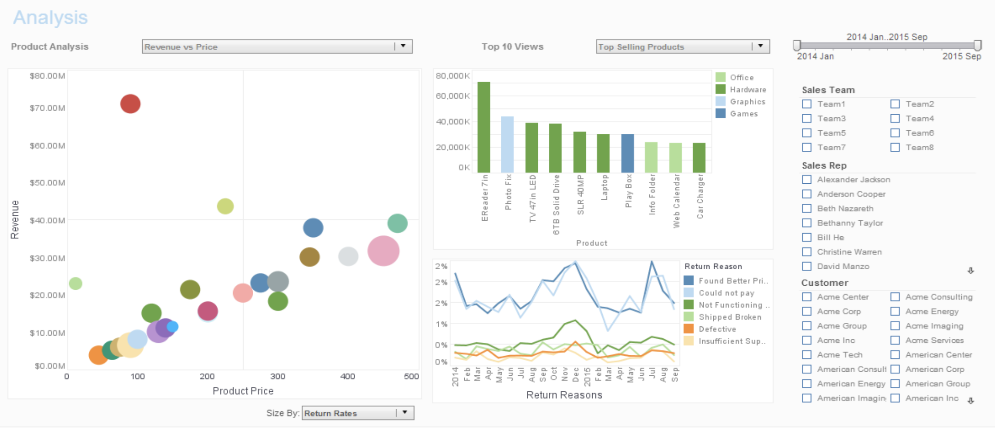 Analysis
Product Analysis
Revenue vs Price
Top 10 Views
Top Selling Products
2014 Jan..2015 Sep
2014 Jan
2015 Sep
$80.00M
$70.00M
$60.00M
$50.00M
$40.00M
$30.00M
$20.00M
$10.00M
$0.00M
Revenue
0
100
200
300
400
500
Product Price
Size By:
Return Rates
80,000K
60,000K
40,000K
20,000K
0K
EReader 7in
Photo Fix
TV 47in LED
6TB Solid Drive
SLR 40MP
Laptop
Play Box
Info Folder
Web Calendar
Car Charger
Product
Office
Hardware
Graphics
Games
2%
2%
2%
1%
0%
0%
2014
Feb
Mar
Apr
May
Jun
Jul
Aug
Sep
Oct
Nov
Dec
2015
Feb
Mar
Apr
May
Jun
Jul
Aug
Sep
Return Reasons
Return Reason
Found Better Pri..
Could not pay
Not Functioning ..
Shipped Broken
Defective
Insufficient Sup..
Sales Team
Team1
Team2
Team3
Team4
Team5
Team6
Team7
Team8
Sales Rep
Alexander Jackson
Anderson Cooper
Beth Nazareth
Bethanny Taylor
Bill He
Christine Warren
David Manzo
Customer
Acme Center
Acme Consulting
Acme Corp
Acme Energy
Acme Group
Acme Imaging
Acme Inc
Acme Services
Acme Tech
American Center
American Consult
American Corp
American Energy
American Group
American Imagin
American Inc